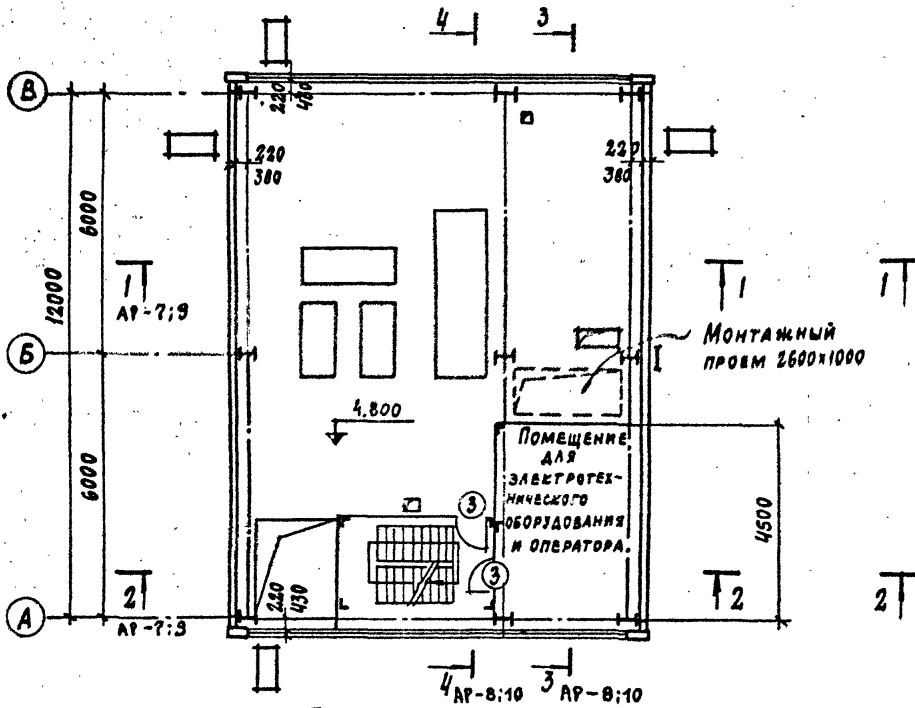 4 3
В
220
430
220
380
220
380
6000
12000
1
АР-7;9
1
1
Б
Монтажный
проем 2600х1000
4.800
Помещение
для
электротех-
нического
оборудования
и оператора.
6000
4500
3
3
2
АР-7;9
2
2
220
430
А
4 АР-8;10 3 АР-8;10